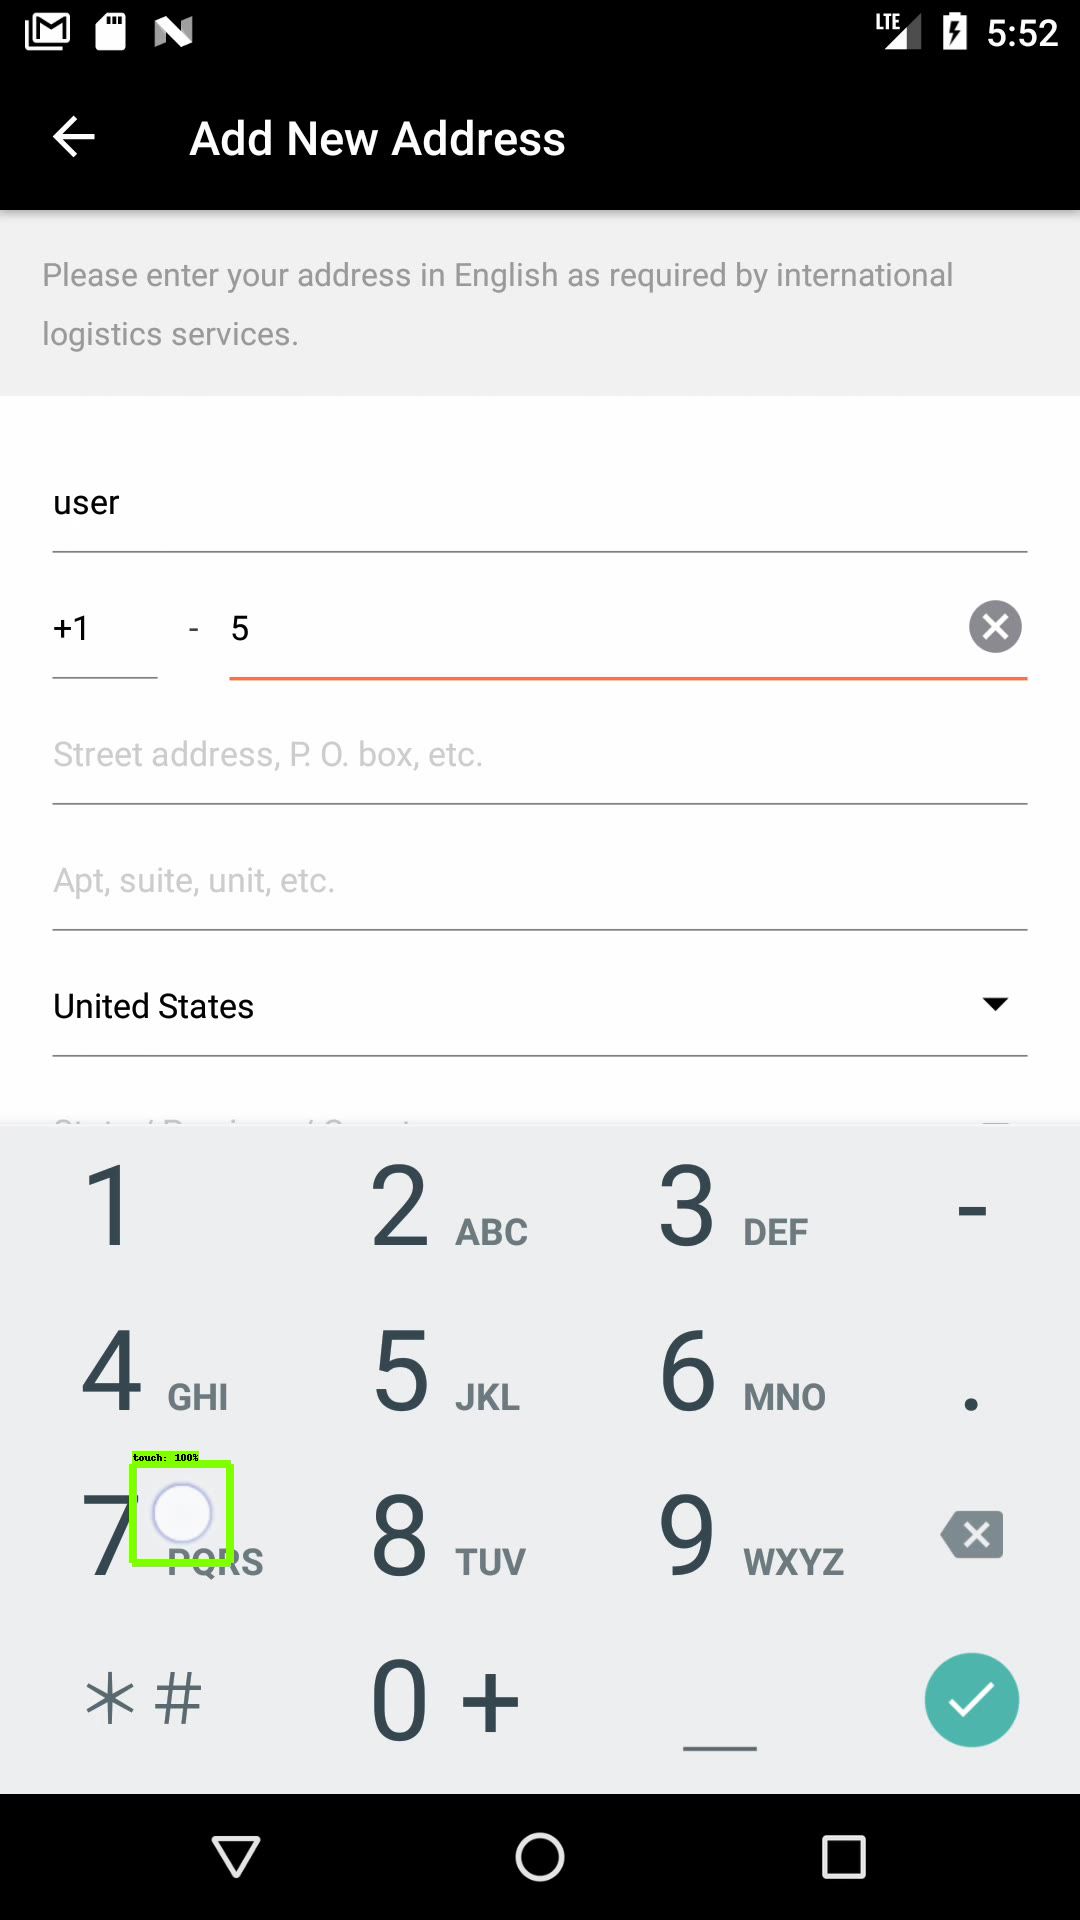 LTE 5:52
Add New Address
Please enter your address in English as required by international
logistics services.
user
+1 - 5
Street address, P. O. box, etc.
Apt, suite, unit, etc.
United States
1 2 ABC 3 DEF -
4 GHI 5 JKL 6 MNO .
touch: 100%
7 PQRS 8 TUV 9 WXYZ
*# 0 +